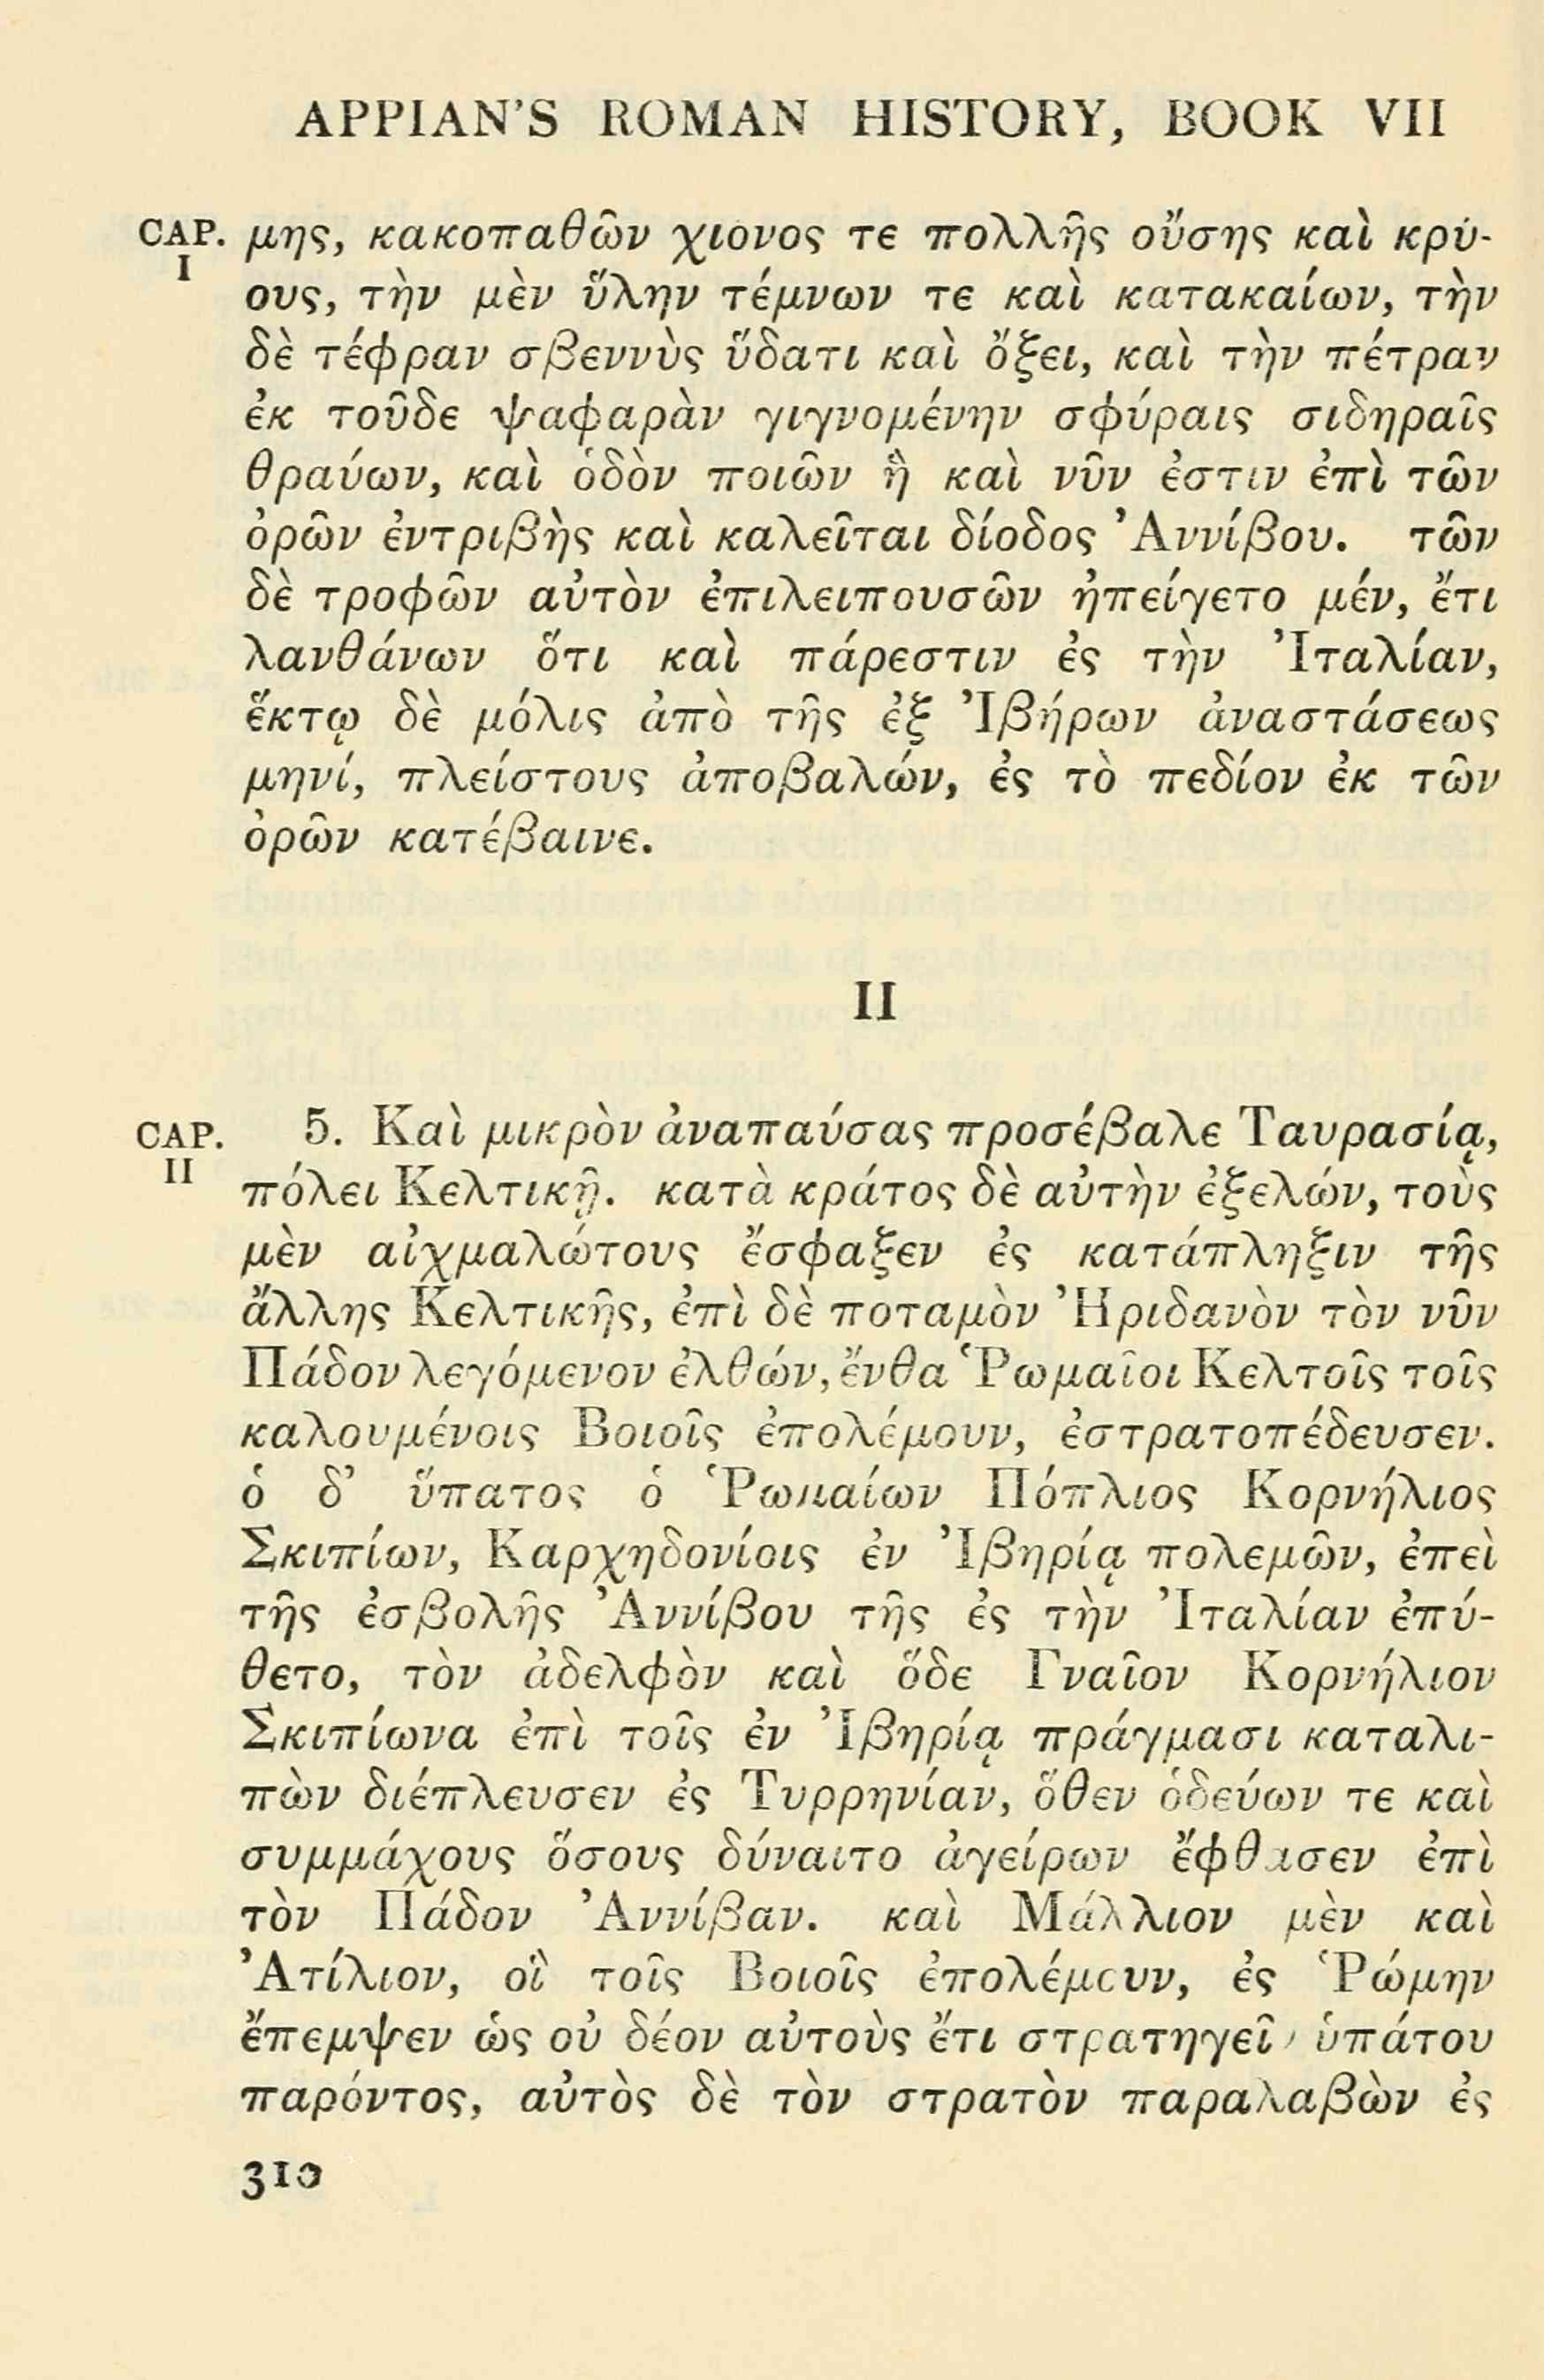 APPIAN'S ROMAN HISTORY, BOOK VII
CAP. I
μης, κακοπαθῶν χιόνος τε πολλῆς οὔσης καὶ κρύ-
ους, τὴν μὲν ὕλην τέμνων τε καὶ κατακαίων, τὴν
δὲ τέφραν σβεννὺς ὕδατι καὶ ὄξει, καὶ τὴν πέτραν
ἐκ τοῦδε ψαφαρὰν γιγνομένην σφύραις σιδηραῖς
θραύων, καὶ ὁδὸν ποιῶν ἣ καὶ νῦν ἐστιν ἐπὶ τῶν
ὀρῶν ἐντριβὴς καὶ καλεῖται δίοδος Ἀννίβου. τῶν
δὲ τροφῶν αὐτὸν ἐπιλειπουσῶν ἠπείγετο μέν, ἔτι
λανθάνων ὅτι καὶ πάρεστιν ἐς τὴν Ἰταλίαν,
ἕκτῳ δὲ μόλις ἀπὸ τῆς ἐξ Ἰβήρων ἀναστάσεως
μηνί, πλείστους ἀποβαλών, ἐς τὸ πεδίον ἐκ τῶν
ὀρῶν κατέβαινε.
II
CAP. II
5. Καὶ μικρὸν ἀναπαύσας προσέβαλε Ταυρασίᾳ,
πόλει Κελτικῇ. κατὰ κράτος δὲ αὐτὴν ἐξελών, τοὺς
μὲν αἰχμαλώτους ἔσφαξεν ἐς κατάπληξιν τῆς
ἄλλης Κελτικῆς, ἐπὶ δὲ ποταμὸν Ἠριδανὸν τὸν νῦν
Πάδον λεγόμενον ἐλθών, ἔνθα Ῥωμαῖοι Κελτοῖς τοῖς
καλουμένοις Βοιοῖς ἐπολέμουν, ἐστρατοπέδευσεν.
ὁ δ’ ὕπατος ὁ Ῥωμαίων Πόπλιος Κορνήλιος
Σκιπίων, Καρχηδονίοις ἐν Ἰβηρίᾳ πολεμῶν, ἐπεὶ
τῆς ἐσβολῆς Ἀννίβου τῆς ἐς τὴν Ἰταλίαν ἐπύ-
θετο, τὸν ἀδελφὸν καὶ ὅδε Γναῖον Κορνήλιον
Σκιπίωνα ἐπὶ τοῖς ἐν Ἰβηρίᾳ πράγμασι καταλι-
πὼν διέπλευσεν ἐς Τυρρηνίαν, ὅθεν ὁδεύων τε καὶ
συμμάχους ὅσους δύναιτο ἀγείρων ἔφθασεν ἐπὶ
τὸν Πάδον Ἀννίβαν. καὶ Μάλλιον μὲν καὶ
Ἀτίλιον, οἳ τοῖς Βοιοῖς ἐπολέμουν, ἐς Ῥώμην
ἔπεμψεν ὡς οὐ δέον αὐτοὺς ἔτι στρατηγεῖν ὑπάτου
παρόντος, αὐτὸς δὲ τὸν στρατὸν παραλαβὼν ἐς
310